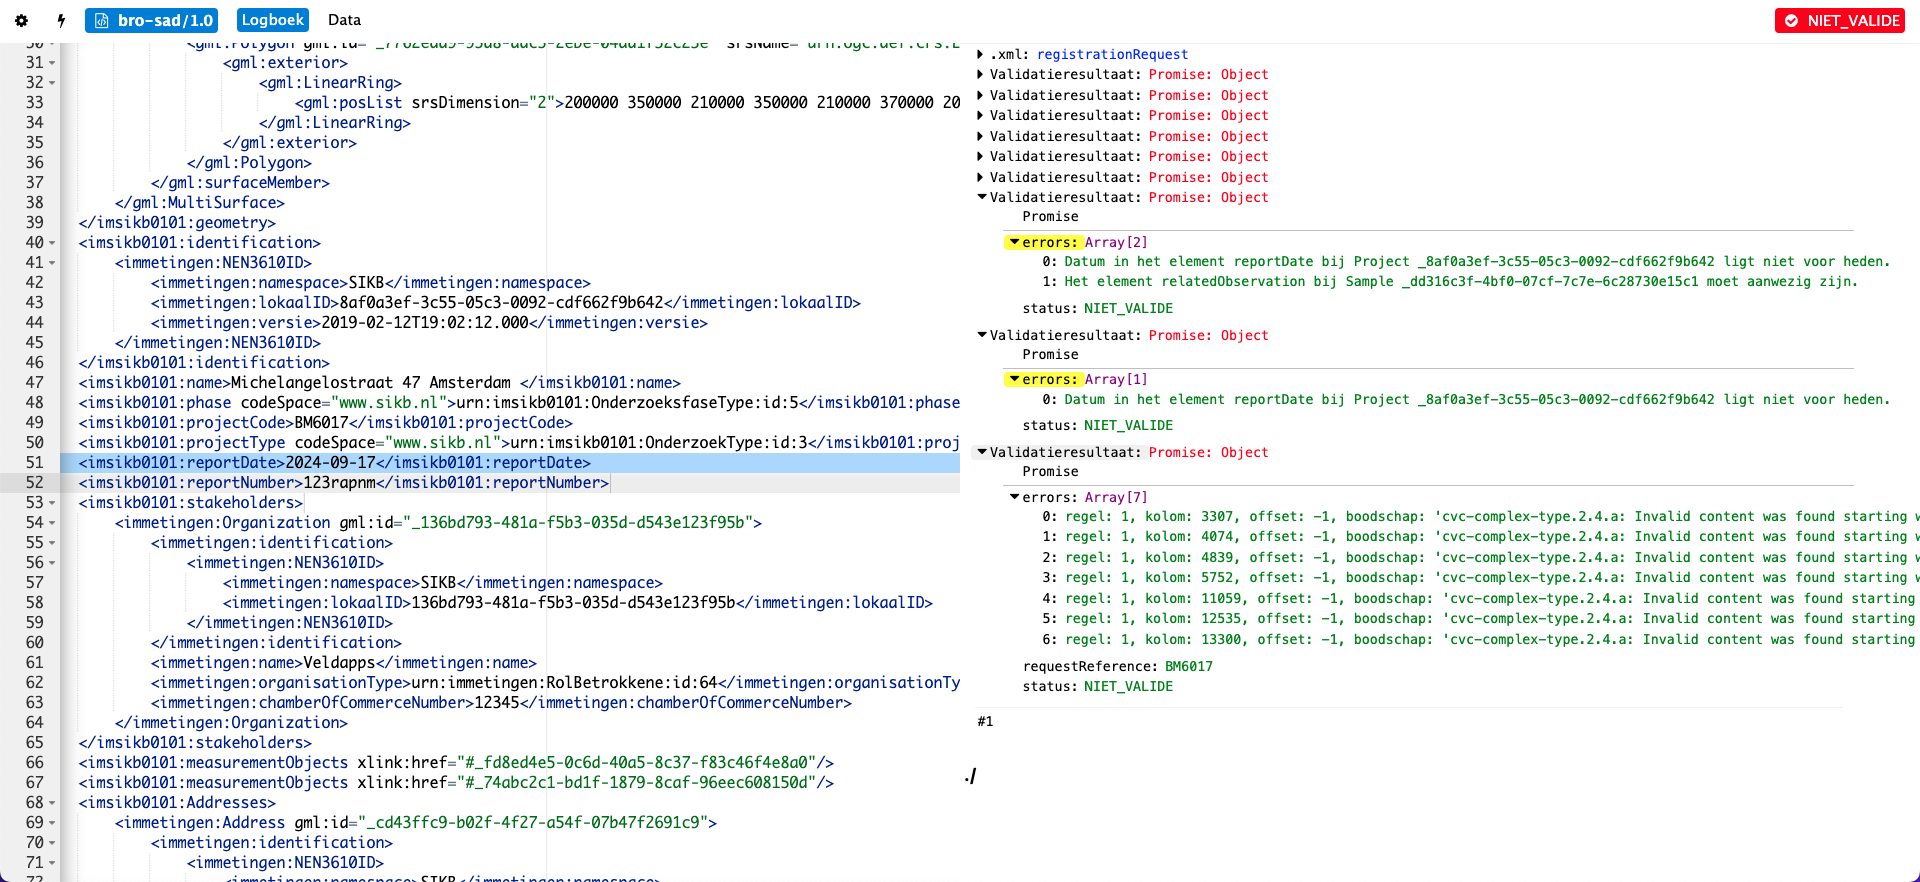 bro-sad/1.0 Logboek Data NIET_VALIDE
31 <gml:exterior>
32 <gml:LinearRing>
33 <gml:posList srsDimension="2">200000 350000 210000 350000 210000 370000 20
34 </gml:LinearRing>
35 </gml:exterior>
36 </gml:Polygon>
37 </gml:surfaceMember>
38 </gml:MultiSurface>
39 </imsikb0101:geometry>
40 <imsikb0101:identification>
41 <immetingen:NEN3610ID>
42 <immetingen:namespace>SIKB</immetingen:namespace>
43 <immetingen:lokaalID>8af0a3ef-3c55-05c3-0092-cdf662f9b642</immetingen:lokaalID>
44 <immetingen:versie>2019-02-12T19:02:12.000</immetingen:versie>
45 </immetingen:NEN3610ID>
46 </imsikb0101:identification>
47 <imsikb0101:name>Michelangelostraat 47 Amsterdam </imsikb0101:name>
48 <imsikb0101:phase codeSpace="www.sikb.nl">urn:imsikb0101:OnderzoeksfaseType:id:5</imsikb0101:phase
49 <imsikb0101:projectCode>BM6017</imsikb0101:projectCode>
50 <imsikb0101:projectType codeSpace="www.sikb.nl">urn:imsikb0101:OnderzoekType:id:3</imsikb0101:proj
51 <imsikb0101:reportDate>2024-09-17</imsikb0101:reportDate>
52 <imsikb0101:reportNumber>123rapnm</imsikb0101:reportNumber>
53 <imsikb0101:stakeholders>
54 <immetingen:Organization gml:id="_136bd793-481a-f5b3-035d-d543e123f95b">
55 <immetingen:identification>
56 <immetingen:NEN3610ID>
57 <immetingen:namespace>SIKB</immetingen:namespace>
58 <immetingen:lokaalID>136bd793-481a-f5b3-035d-d543e123f95b</immetingen:lokaalID>
59 </immetingen:NEN3610ID>
60 </immetingen:identification>
61 <immetingen:name>Veldapps</immetingen:name>
62 <immetingen:organisationType>urn:immetingen:RolBetrokkene:id:64</immetingen:organisationTy
63 <immetingen:chamberOfCommerceNumber>12345</immetingen:chamberOfCommerceNumber>
64 </immetingen:Organization>
65 </imsikb0101:stakeholders>
66 <imsikb0101:measurementObjects xlink:href="#_fd8ed4e5-0c6d-40a5-8c37-f83c46f4e8a0"/>
67 <imsikb0101:measurementObjects xlink:href="#_74abc2c1-bd1f-1879-8caf-96eec608150d"/>
68 <imsikb0101:Addresses>
69 <immetingen:Address gml:id="_cd43ffc9-b02f-4f27-a54f-07b47f2691c9">
70 <immetingen:identification>
71 <immetingen:NEN3610ID>
.xml: registrationRequest
Validatieresultaat: Promise: Object
Validatieresultaat: Promise: Object
Validatieresultaat: Promise: Object
Validatieresultaat: Promise: Object
Validatieresultaat: Promise: Object
Validatieresultaat: Promise: Object
Validatieresultaat: Promise: Object
Promise
errors: Array[2]
0: Datum in het element reportDate bij Project _8af0a3ef-3c55-05c3-0092-cdf662f9b642 ligt niet voor heden.
1: Het element relatedObservation bij Sample _dd316c3f-4bf0-07cf-7c7e-6c28730e15c1 moet aanwezig zijn.
status: NIET_VALIDE
Validatieresultaat: Promise: Object
Promise
errors: Array[1]
0: Datum in het element reportDate bij Project _8af0a3ef-3c55-05c3-0092-cdf662f9b642 ligt niet voor heden.
status: NIET_VALIDE
Validatieresultaat: Promise: Object
Promise
errors: Array[7]
0: regel: 1, kolom: 3307, offset: -1, boodschap: 'cvc-complex-type.2.4.a: Invalid content was found starting w
1: regel: 1, kolom: 4074, offset: -1, boodschap: 'cvc-complex-type.2.4.a: Invalid content was found starting w
2: regel: 1, kolom: 4839, offset: -1, boodschap: 'cvc-complex-type.2.4.a: Invalid content was found starting w
3: regel: 1, kolom: 5752, offset: -1, boodschap: 'cvc-complex-type.2.4.a: Invalid content was found starting w
4: regel: 1, kolom: 11059, offset: -1, boodschap: 'cvc-complex-type.2.4.a: Invalid content was found starting
5: regel: 1, kolom: 12535, offset: -1, boodschap: 'cvc-complex-type.2.4.a: Invalid content was found starting
6: regel: 1, kolom: 13300, offset: -1, boodschap: 'cvc-complex-type.2.4.a: Invalid content was found starting
requestReference: BM6017
status: NIET_VALIDE
#1
./